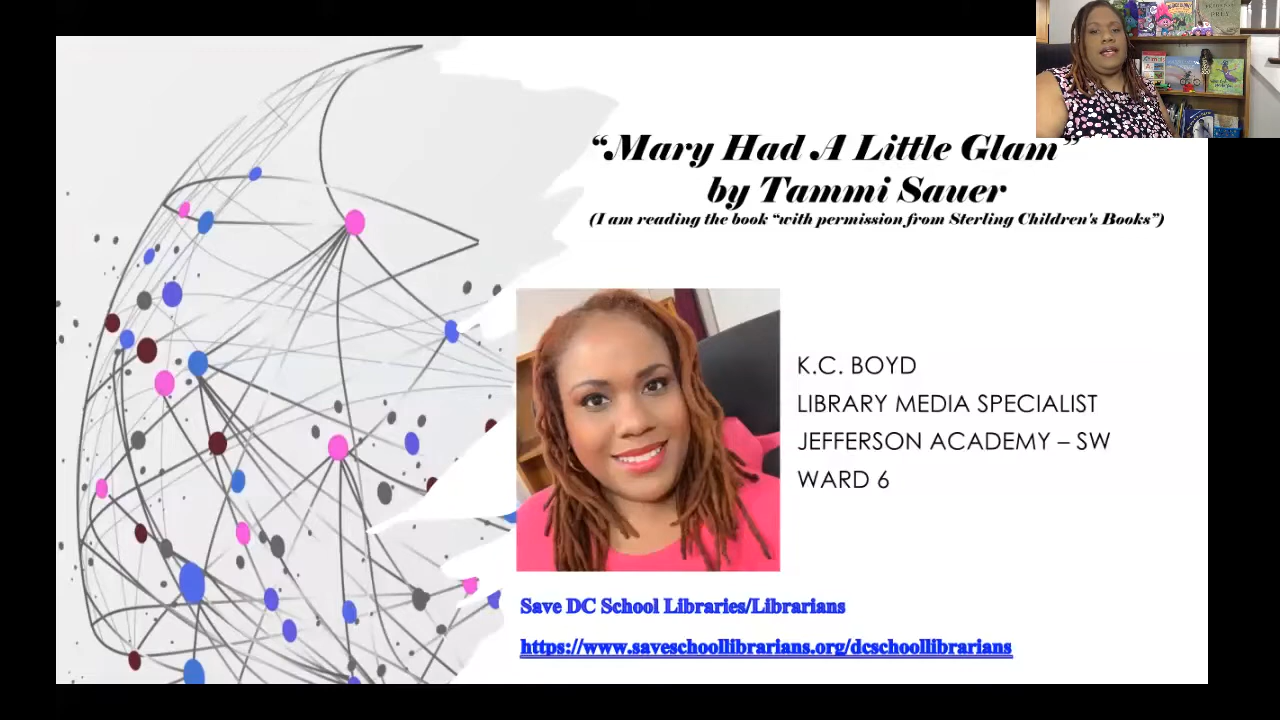 “Mary Had A Little Glam”
by Tammi Sauer
(I am reading the book “with permission from Sterling Children's Books”)
K.C. BOYD
LIBRARY MEDIA SPECIALIST
JEFFERSON ACADEMY – SW
WARD 6
Save DC School Libraries/Librarians
https://www.saveschoollibrarians.org/dcschoollibrarians